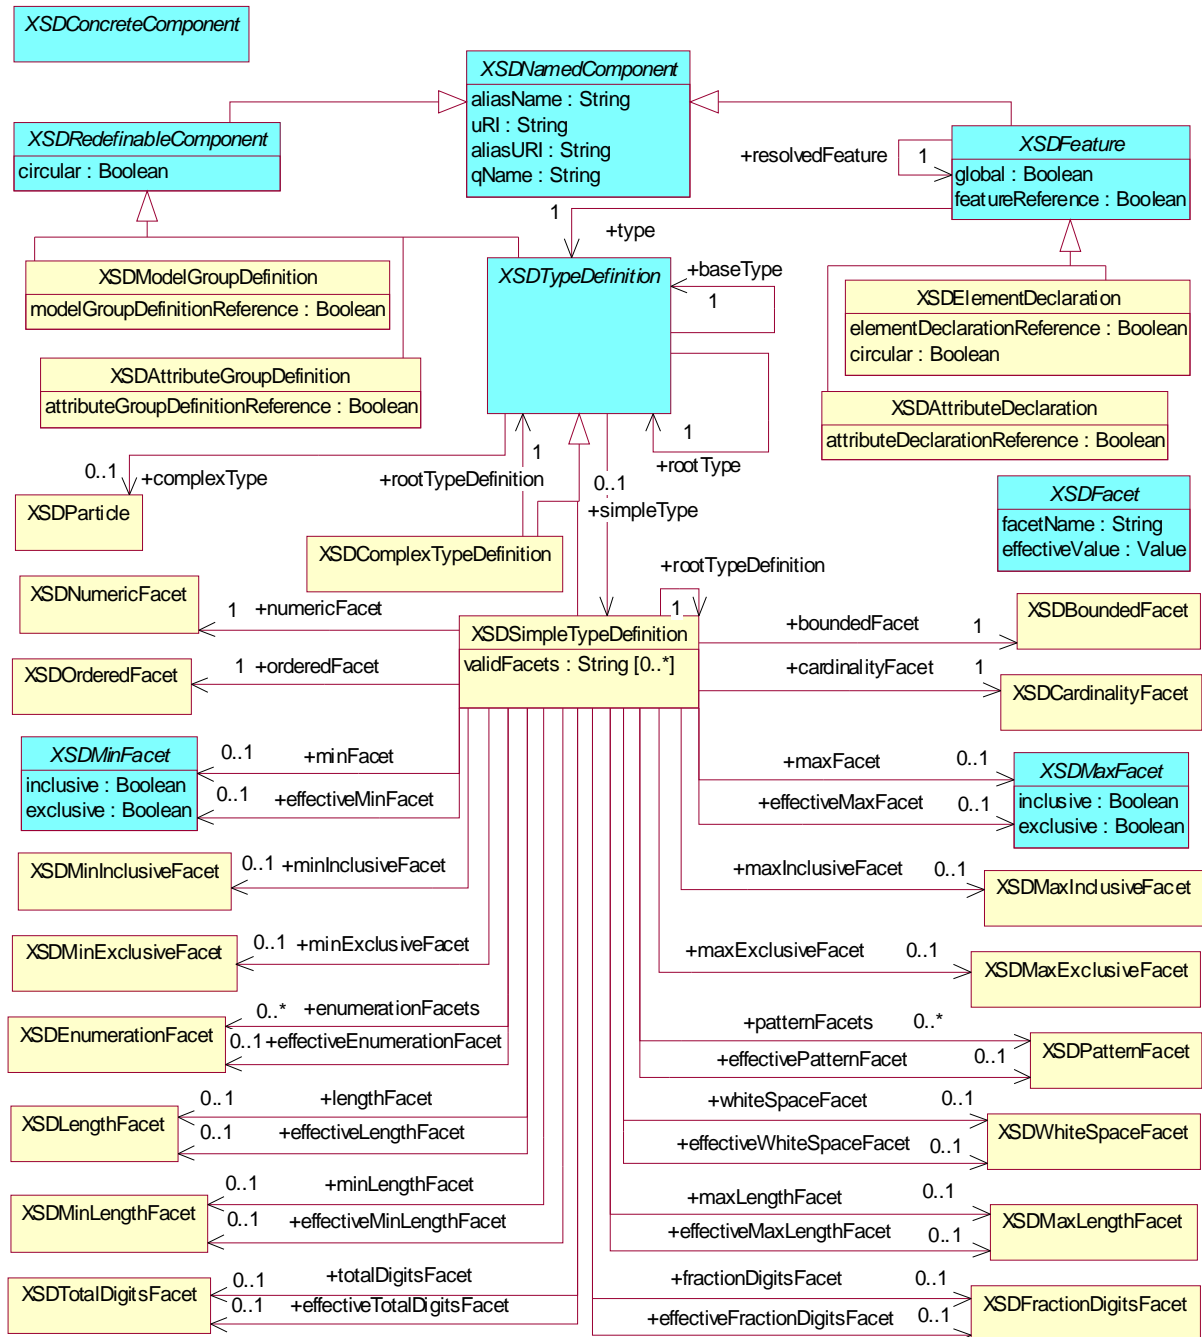 XSDConcreteComponent
XSDNamedComponent
aliasName : String
uRI : String
aliasURI : String
qName : String
XSDRedefinableComponent
circular : Boolean
XSDFeature
global : Boolean
featureReference : Boolean
+resolvedFeature
1
1
+type
XSDModelGroupDefinition
modelGroupDefinitionReference : Boolean
XSDTypeDefinition
+baseType
1
XSDElementDeclaration
elementDeclarationReference : Boolean
circular : Boolean
XSDAttributeGroupDefinition
attributeGroupDefinitionReference : Boolean
XSDAttributeDeclaration
attributeDeclarationReference : Boolean
1
+rootType
0..1
+complexType
1
+rootTypeDefinition
0..1
+simpleType
XSDParticle
XSDComplexTypeDefinition
XSDFacet
facetName : String
effectiveValue : Value
+rootTypeDefinition
1
XSDNumericFacet
1
+numericFacet
XSDSimpleTypeDefinition
validFacets : String [0..*]
+boundedFacet
1
XSDBoundedFacet
XSDOrderedFacet
1
+orderedFacet
+cardinalityFacet
1
XSDCardinalityFacet
XSDMinFacet
inclusive : Boolean
exclusive : Boolean
0..1
+minFacet
0..1
+effectiveMinFacet
+maxFacet
0..1
+effectiveMaxFacet
0..1
XSDMaxFacet
inclusive : Boolean
exclusive : Boolean
XSDMinInclusiveFacet
0..1
+minInclusiveFacet
+maxInclusiveFacet
0..1
XSDMaxInclusiveFacet
XSDMinExclusiveFacet
0..1
+minExclusiveFacet
+maxExclusiveFacet
0..1
XSDMaxExclusiveFacet
XSDEnumerationFacet
0..*
+enumerationFacets
0..1
+effectiveEnumerationFacet
+patternFacets
0..*
+effectivePatternFacet
0..1
XSDPatternFacet
XSDLengthFacet
0..1
+lengthFacet
0..1
+effectiveLengthFacet
+whiteSpaceFacet
0..1
+effectiveWhiteSpaceFacet
0..1
XSDWhiteSpaceFacet
XSDMinLengthFacet
0..1
+minLengthFacet
0..1
+effectiveMinLengthFacet
+maxLengthFacet
0..1
+effectiveMaxLengthFacet
0..1
XSDMaxLengthFacet
XSDTotalDigitsFacet
0..1
+totalDigitsFacet
0..1
+effectiveTotalDigitsFacet
+fractionDigitsFacet
0..1
+effectiveFractionDigitsFacet
0..1
XSDFractionDigitsFacet